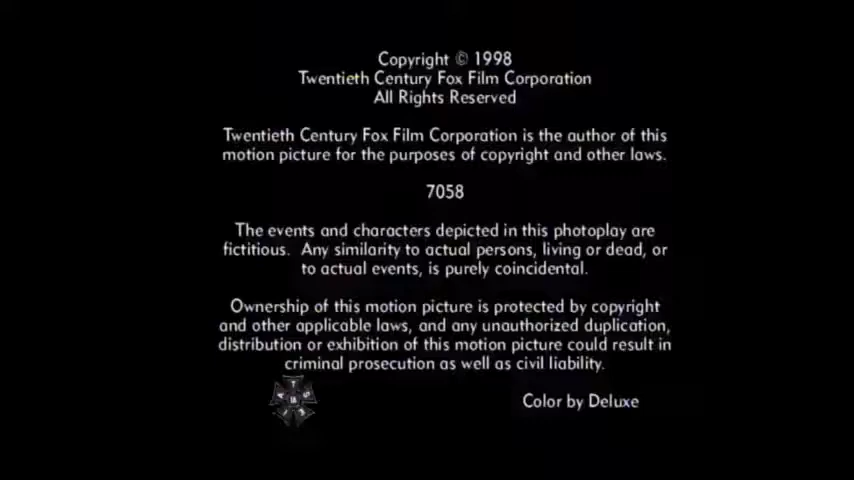 Copyright © 1998
Twentieth Century Fox Film Corporation
All Rights Reserved
Twentieth Century Fox Film Corporation is the author of this
motion picture for the purposes of copyright and other laws.
7058
The events and characters depicted in this photoplay are
fictitious. Any similarity to actual persons, living or dead, or
to actual events, is purely coincidental.
Ownership of this motion picture is protected by copyright
and other applicable laws, and any unauthorized duplication,
distribution or exhibition of this motion picture could result in
criminal prosecution as well as civil liability.
Color by Deluxe